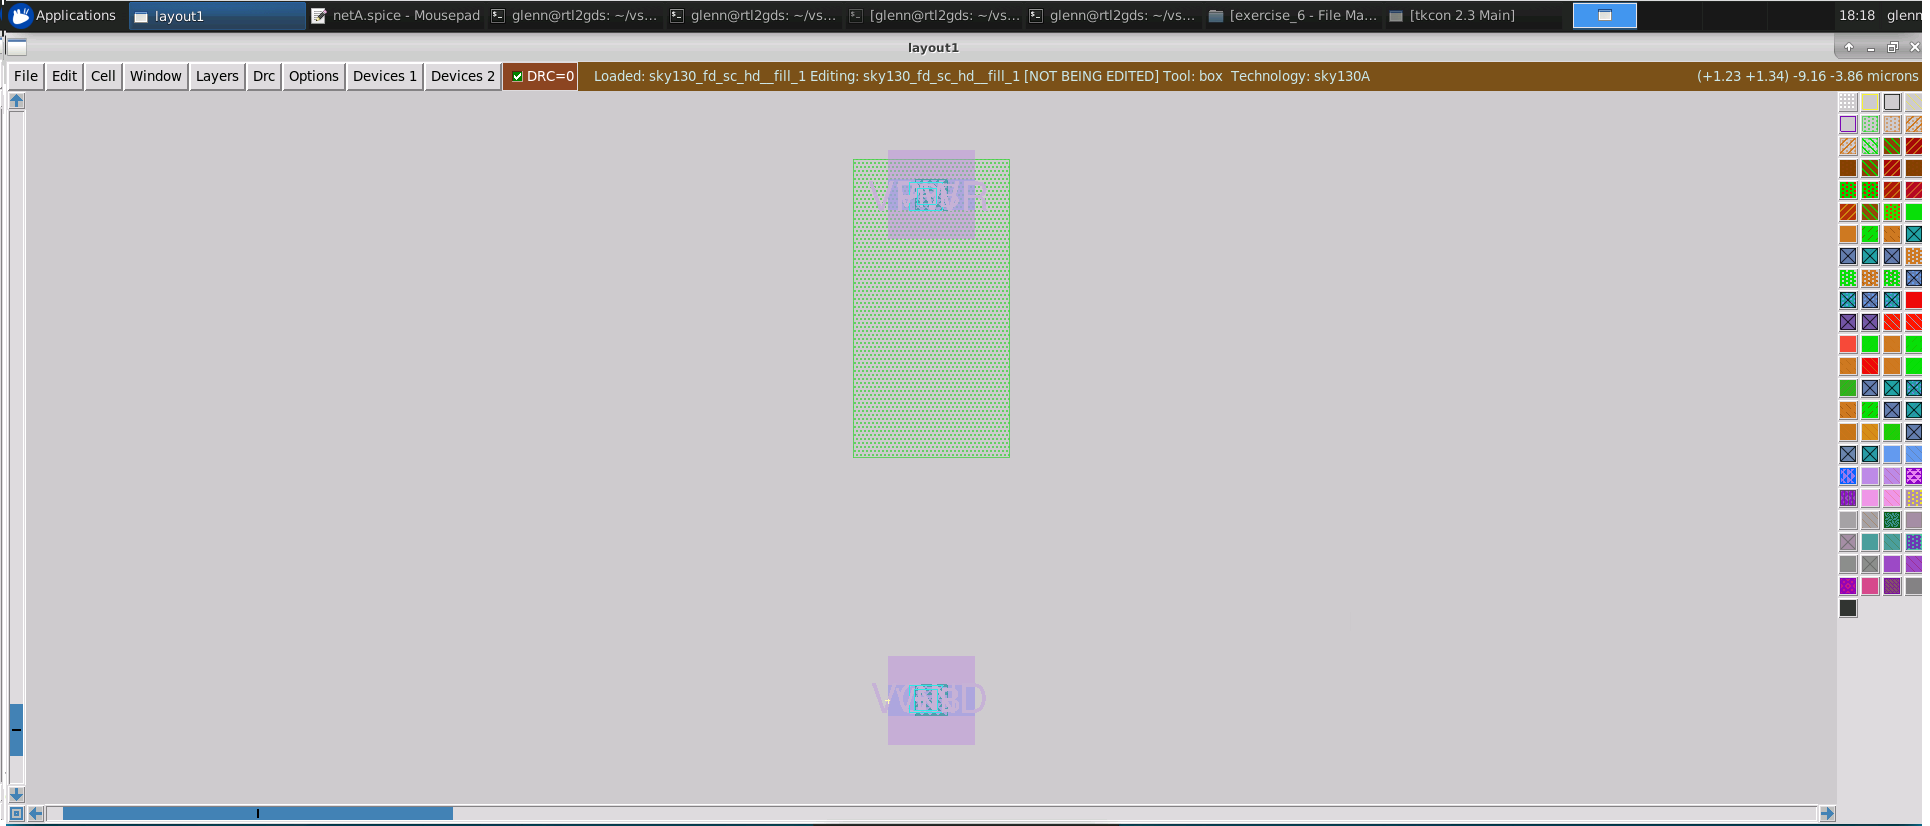 Applications layout1 netA.spice - Mousepad glenn@rtl2gds: ~/vs... glenn@rtl2gds: ~/vs... [glenn@rtl2gds: ~/vs... glenn@rtl2gds: ~/vs... [exercise_6 - File Ma... [tkcon 2.3 Main] 18:18 glenn
layout1
File Edit Cell Window Layers Drc Options Devices 1 Devices 2 DRC=0 Loaded: sky130_fd_sc_hd__fill_1 Editing: sky130_fd_sc_hd__fill_1 [NOT BEING EDITED] Tool: box Technology: sky130A (+1.23 +1.34) -9.16 -3.86 microns